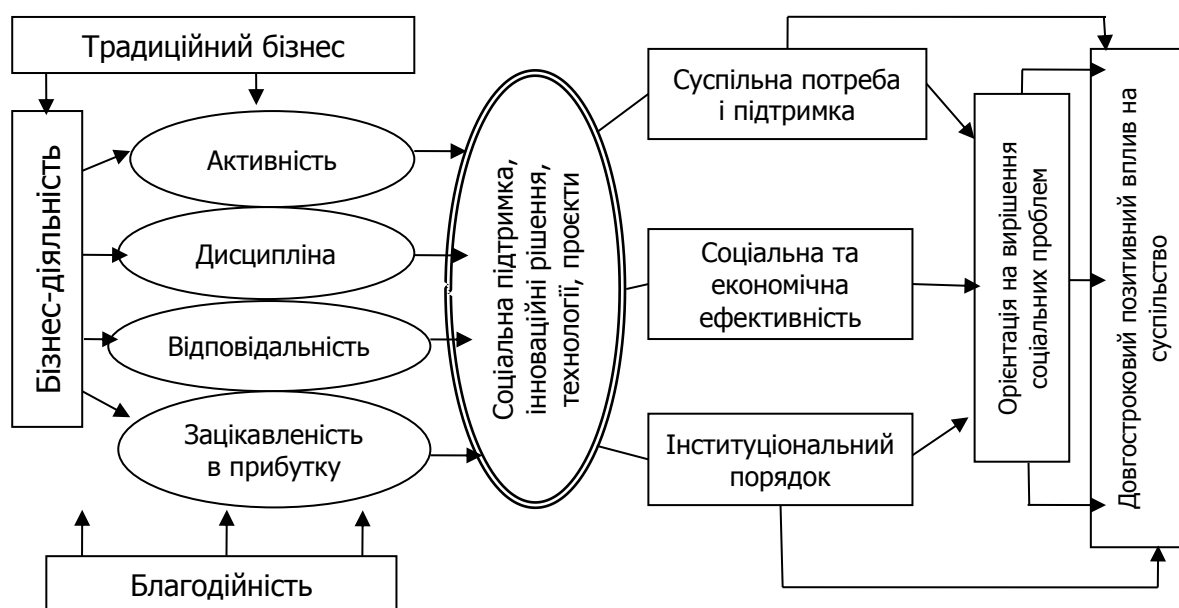 Традиційний бізнес
Бізнес-діяльність
Активність
Дисципліна
Відповідальність
Зацікавленість
в прибутку
Благодійність
Соціальна підтримка,
інноваційні рішення,
технології, проєкти
Суспільна потреба
і підтримка
Соціальна та
економічна
ефективність
Інституціональний
порядок
Орієнтація на вирішення
соціальних проблем
Довгостроковий позитивний вплив на
суспільство